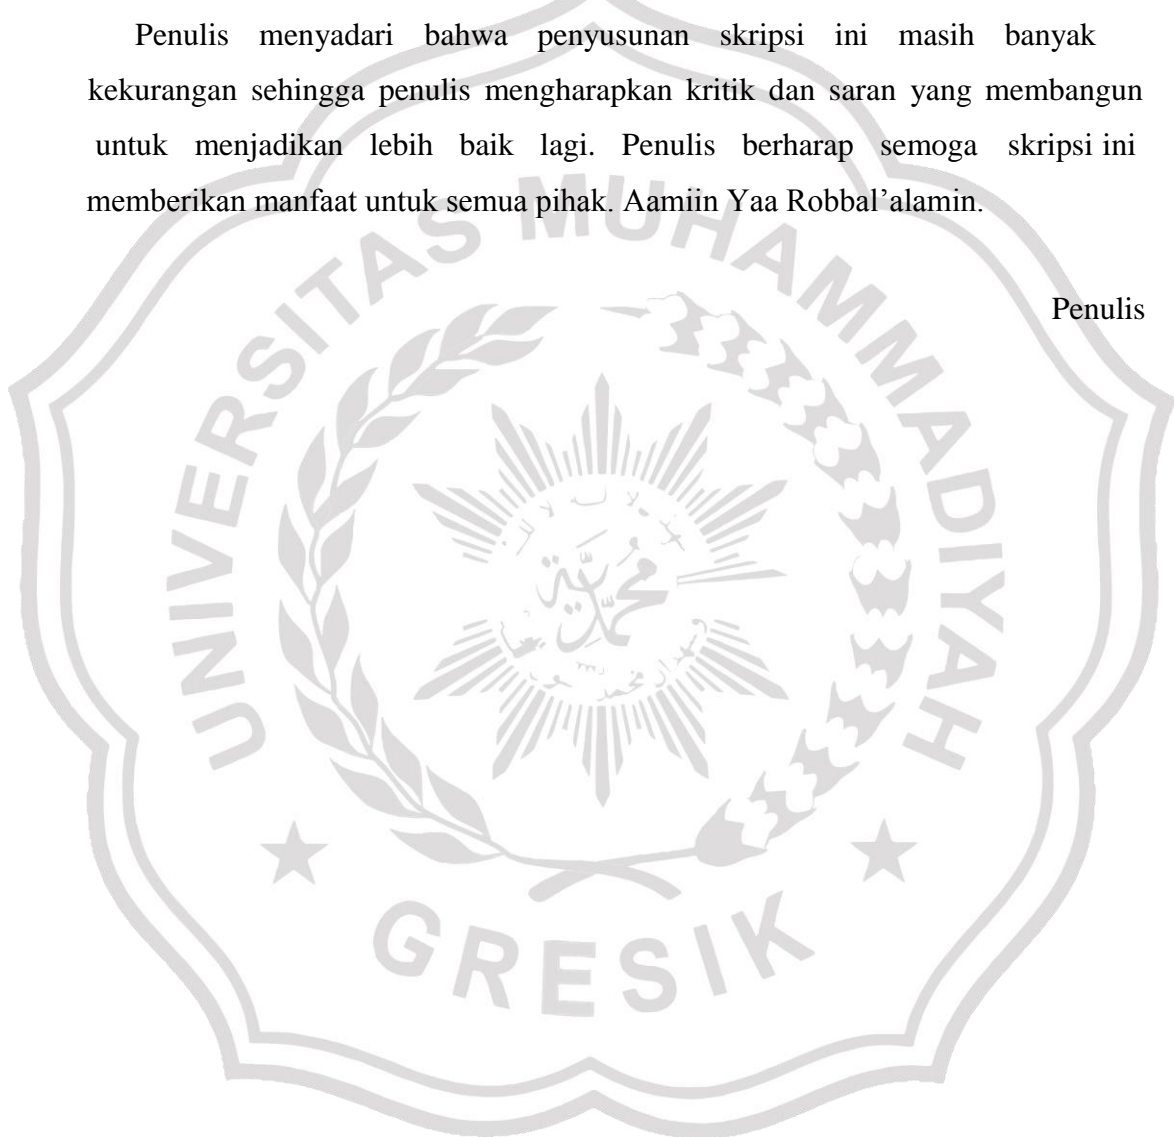 Penulis menyadari bahwa penyusunan skripsi ini masih banyak
kekurangan sehingga penulis mengharapkan kritik dan saran yang membangun
untuk menjadikan lebih baik lagi. Penulis berharap semoga skripsi ini
memberikan manfaat untuk semua pihak. Aamiin Yaa Robbal’alamin.
Penulis
UNIVERSITAS MUHAMMADIYAH
GRESIK